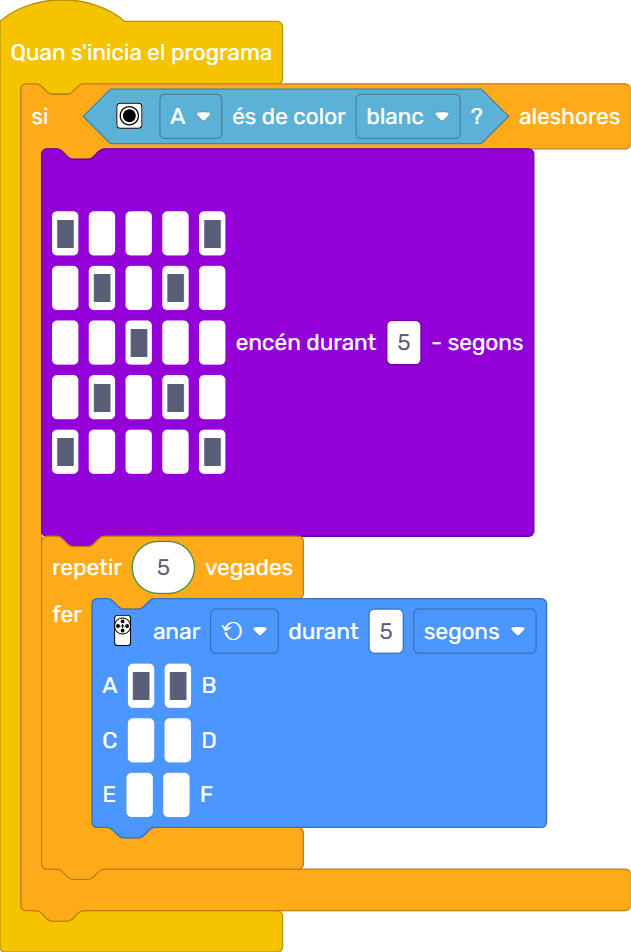 Quan s'inicia el programa
si A és de color blanc ? aleshores
encén durant 5 - segons
repetir 5 vegades
fer
anar durant 5 segons
A B
C D
E F